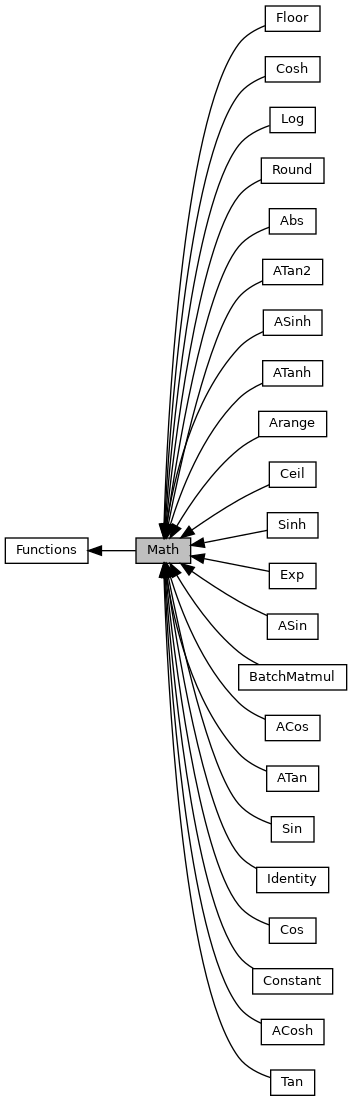 Floor
Cosh
Log
Round
Abs
ATan2
ASinh
ATanh
Arange
Ceil
Sinh
Functions
Math
Exp
ASin
BatchMatmul
ACos
ATan
Sin
Identity
Cos
Constant
ACosh
Tan